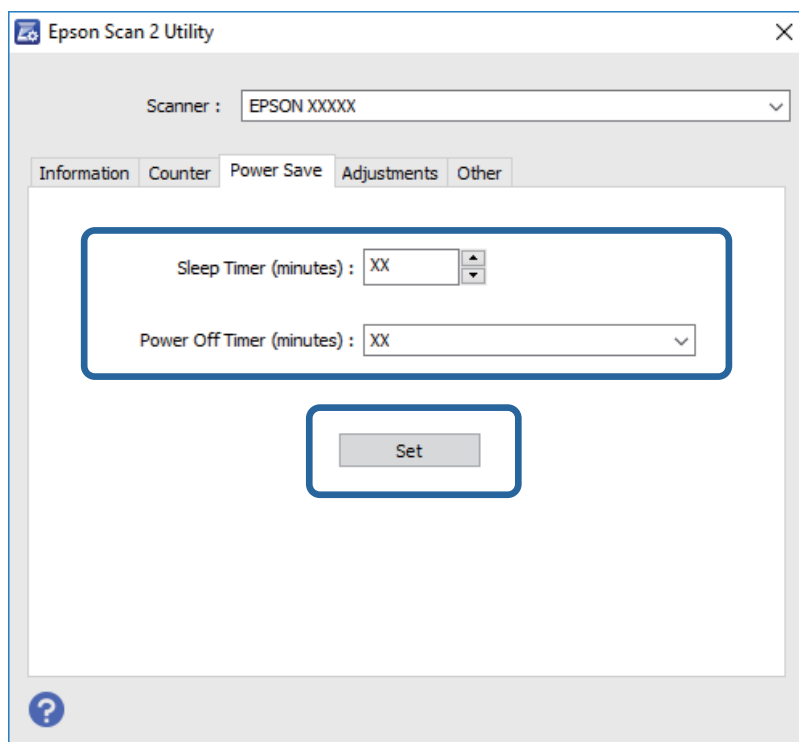 Epson Scan 2 Utility
Scanner : EPSON XXXXX
Information Counter Power Save Adjustments Other
Sleep Timer (minutes) : XX
Power Off Timer (minutes) : XX
Set
?